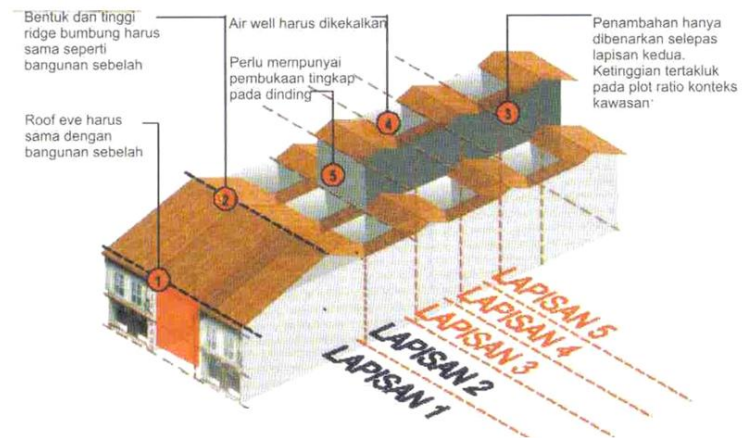 Bentuk dan tinggi
ridge bumbung harus
sama seperti
bangunan sebelah
Air well harus dikekalkan
Perlu mempunyai
pembukaan tingkap
pada dinding
Penambahan hanya
dibenarkan selepas
lapisan kedua.
Ketinggian tertakluk
pada plot ratio konteks
kawasan
Roof eve harus
sama dengan
bangunan sebelah
1
2
3
4
5
LAPISAN 1
LAPISAN 2
LAPISAN 3
LAPISAN 4
LAPISAN 5